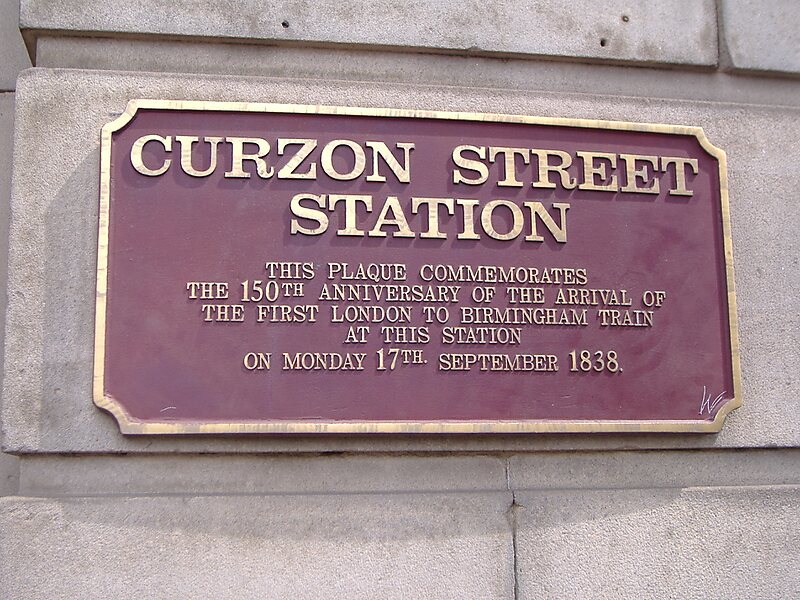 CURZON STREET
STATION
THIS PLAQUE COMMEMORATES
THE 150TH ANNIVERSARY OF THE ARRIVAL OF
THE FIRST LONDON TO BIRMINGHAM TRAIN
AT THIS STATION
ON MONDAY 17TH. SEPTEMBER 1838.